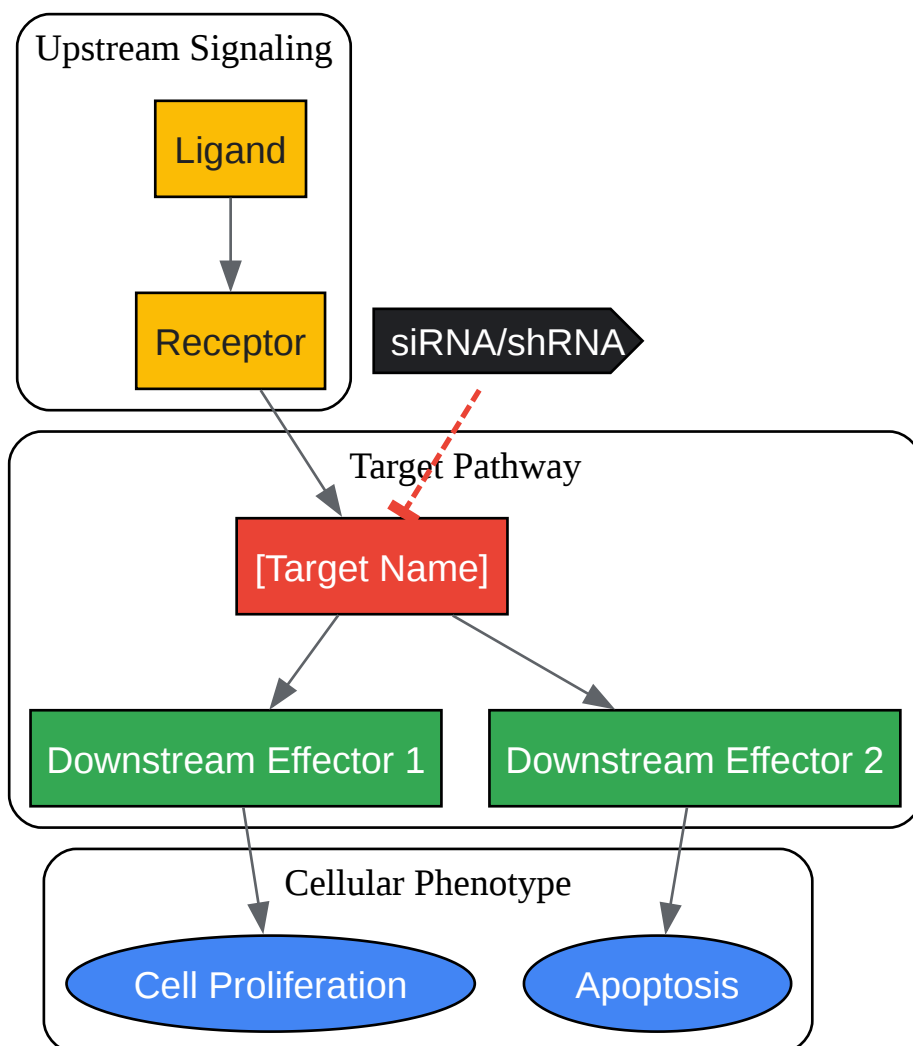 Upstream Signaling
Ligand
Receptor
siRNA/shRNA
Target Pathway
[Target Name]
Downstream Effector 1
Downstream Effector 2
Cellular Phenotype
Cell Proliferation
Apoptosis